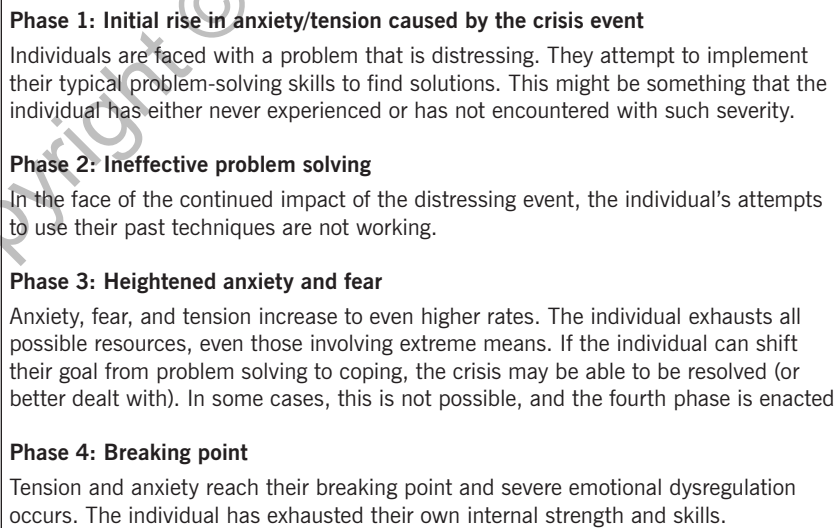 Phase 1: Initial rise in anxiety/tension caused by the crisis event
Individuals are faced with a problem that is distressing. They attempt to implement
their typical problem-solving skills to find solutions. This might be something that the
individual has either never experienced or has not encountered with such severity.
Phase 2: Ineffective problem solving
In the face of the continued impact of the distressing event, the individual's attempts
to use their past techniques are not working.
Phase 3: Heightened anxiety and fear
Anxiety, fear, and tension increase to even higher rates. The individual exhausts all
possible resources, even those involving extreme means. If the individual can shift
their goal from problem solving to coping, the crisis may be able to be resolved (or
better dealt with). In some cases, this is not possible, and the fourth phase is enacted
Phase 4: Breaking point
Tension and anxiety reach their breaking point and severe emotional dysregulation
occurs. The individual has exhausted their own internal strength and skills.
pyright ©